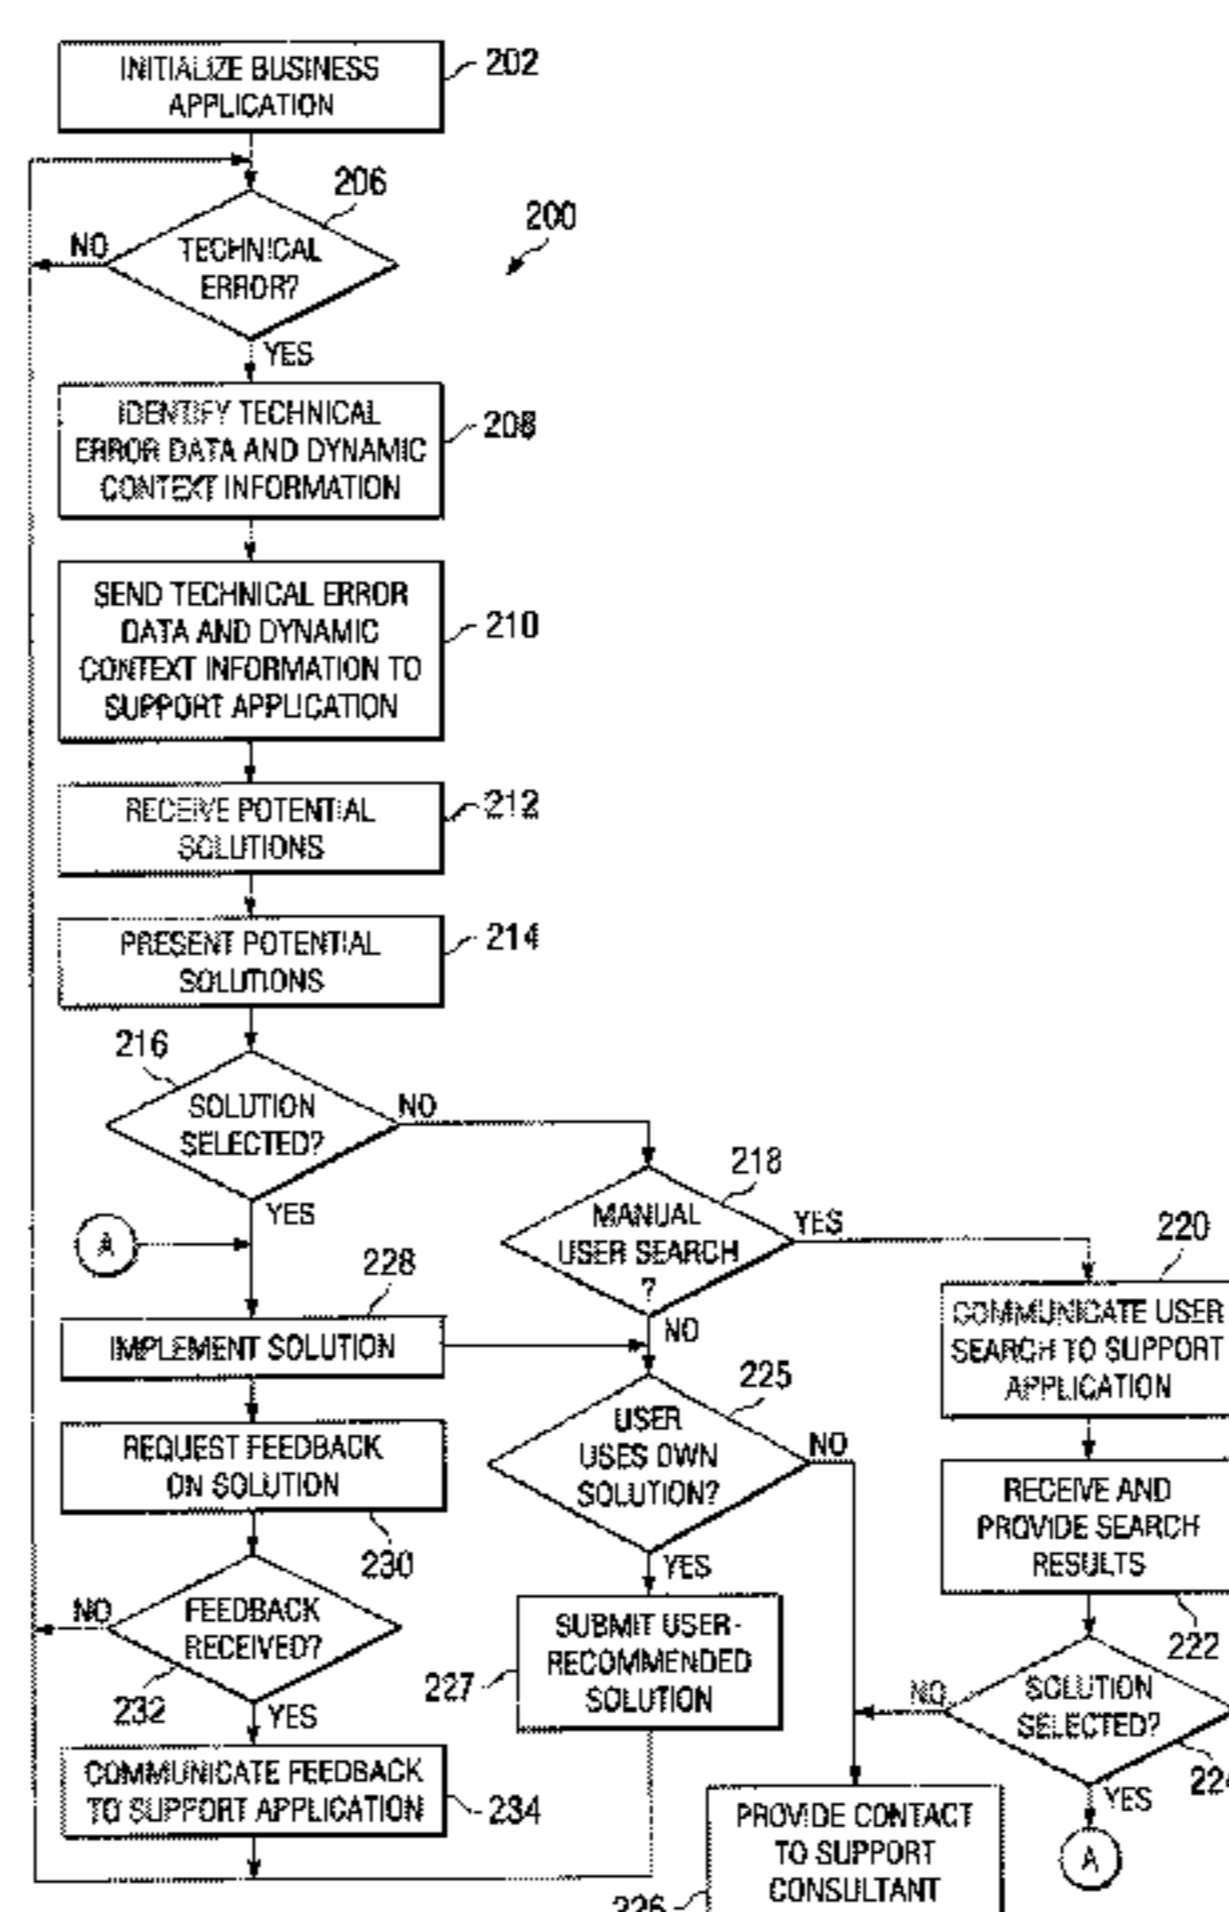 INITIALIZE BUSINESS
APPLICATION
202
206
200
TECHNICAL
ERROR?
NO
YES
IDENTIFY TECHNICAL
ERROR DATA AND DYNAMIC
CONTEXT INFORMATION
208
SEND TECHNICAL ERROR
DATA AND DYNAMIC
CONTEXT INFORMATION TO
SUPPORT APPLICATION
210
RECEIVE POTENTIAL
SOLUTIONS
212
PRESENT POTENTIAL
SOLUTIONS
214
216
SOLUTION
SELECTED?
NO
YES
218
MANUAL
USER SEARCH
?
YES
NO
A
220
COMMUNICATE USER
SEARCH TO SUPPORT
APPLICATION
228
IMPLEMENT SOLUTION
225
USER
USES OWN
SOLUTION?
NO
YES
REQUEST FEEDBACK
ON SOLUTION
230
RECEIVE AND
PROVIDE SEARCH
RESULTS
222
FEEDBACK
RECEIVED?
NO
232
YES
SUBMIT USER-
RECOMMENDED
SOLUTION
227
SOLUTION
SELECTED?
NO
224
YES
A
COMMUNICATE FEEDBACK
TO SUPPORT APPLICATION
234
PROVIDE CONTACT
TO SUPPORT
CONSULTANT
226